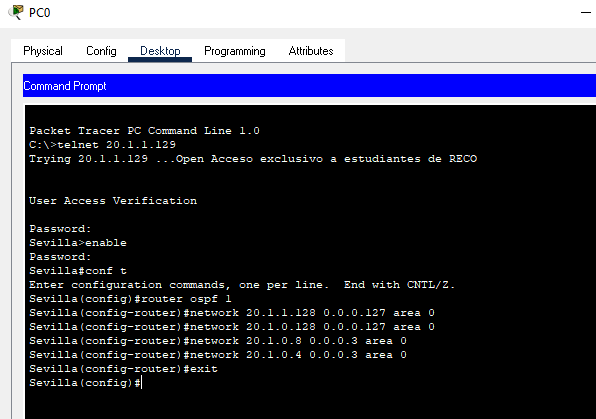 PC0
Physical Config Desktop Programming Attributes
Command Prompt
Packet Tracer PC Command Line 1.0
C:\>telnet 20.1.1.129
Trying 20.1.1.129 ...Open Acceso exclusivo a estudiantes de RECO
User Access Verification
Password:
Sevilla>enable
Password:
Sevilla#conf t
Enter configuration commands, one per line.  End with CNTL/Z.
Sevilla(config)#router ospf 1
Sevilla(config-router)#network 20.1.1.128 0.0.0.127 area 0
Sevilla(config-router)#network 20.1.0.128 0.0.0.127 area 0
Sevilla(config-router)#network 20.1.0.8 0.0.0.3 area 0
Sevilla(config-router)#network 20.1.0.4 0.0.0.3 area 0
Sevilla(config-router)#exit
Sevilla(config)#